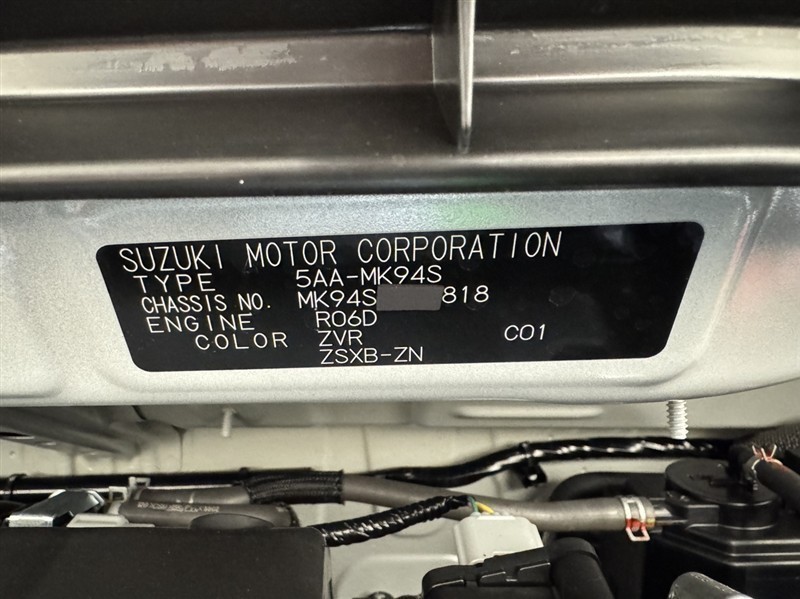 SUZUKI MOTOR CORPORATION
TYPE 5AA-MK94S
CHASSIS NO. MK94S 818
ENGINE R06D
COLOR ZVR C01
ZSXB-ZN